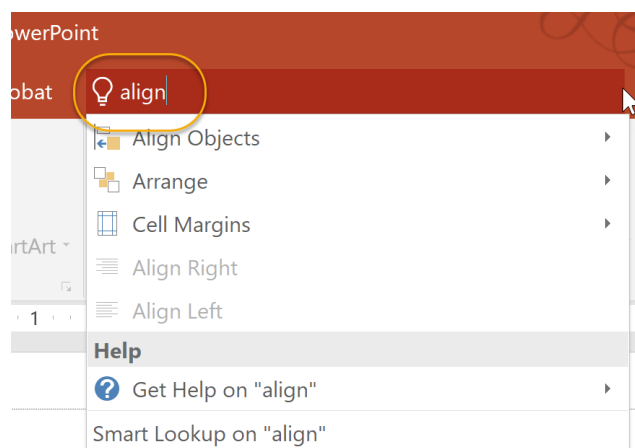 owerPoint
obat align
Align Objects
Arrange
Cell Margins
rtArt
Align Right
Align Left
1
Help
Get Help on "align"
Smart Lookup on "align"